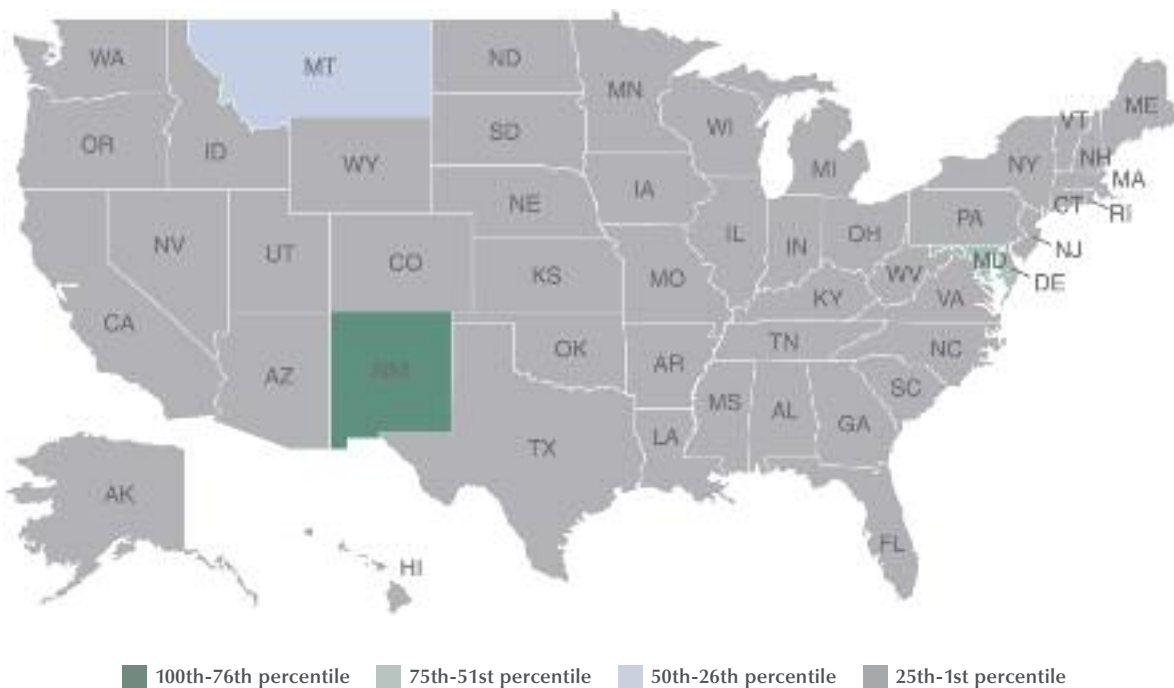 WA
MT
ND
MN
OR
ID
WY
SD
WI
MI
VT
NH
ME
NY
MA
CT
RI
NV
UT
CO
NE
IA
IL
IN
OH
PA
NJ
KS
MO
KY
WV
MD
DE
VA
CA
AZ
NM
OK
AR
TN
NC
SC
TX
LA
MS
AL
GA
FL
AK
HI
100th-76th percentile
75th-51st percentile
50th-26th percentile
25th-1st percentile